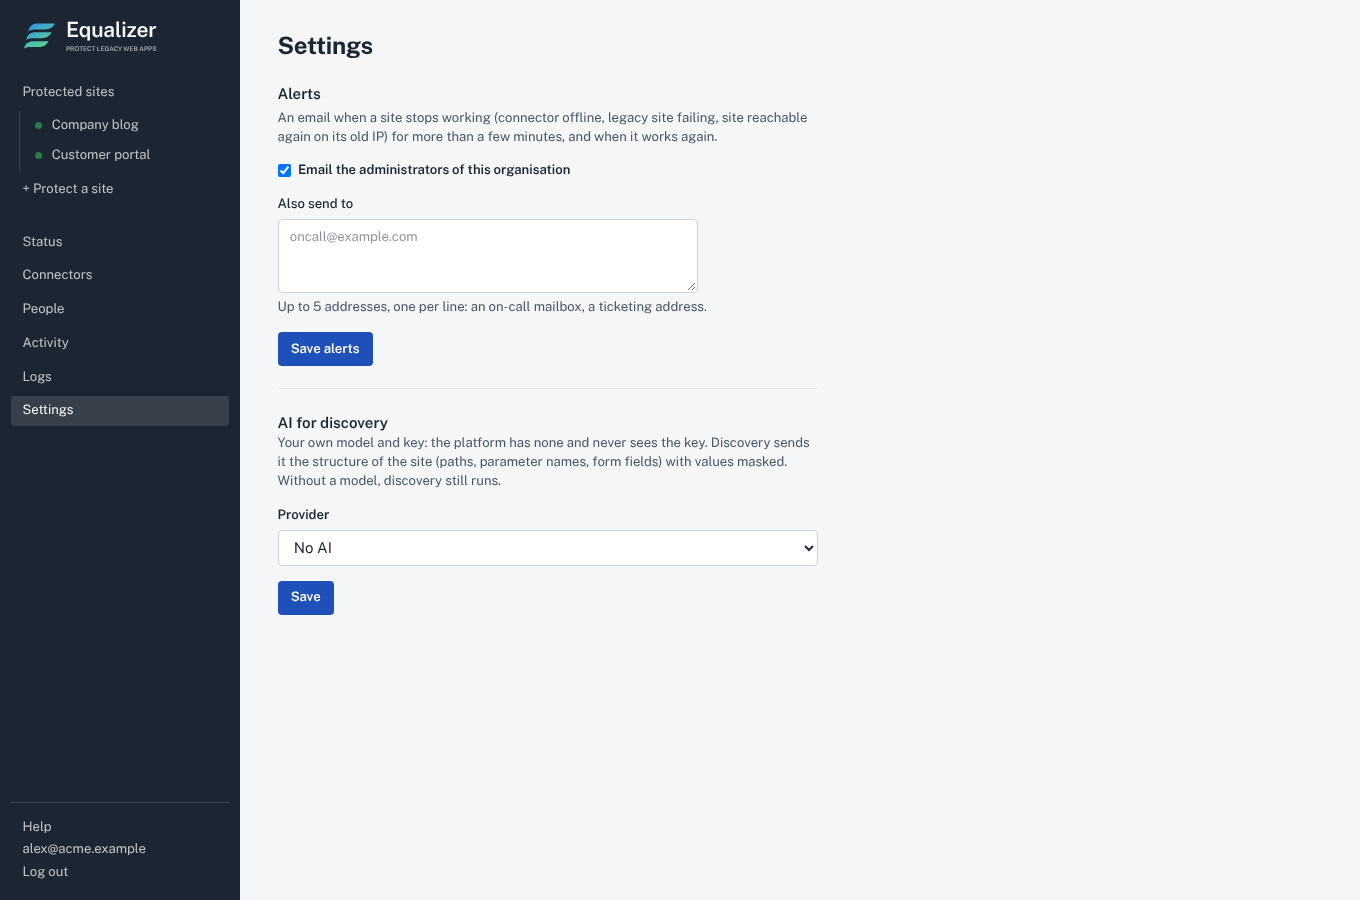 Equalizer
PROTECT LEGACY WEB APPS
Protected sites
Company blog
Customer portal
+ Protect a site
Status
Connectors
People
Activity
Logs
Settings
Help
alex@acme.example
Log out
Settings
Alerts
An email when a site stops working (connector offline, legacy site failing, site reachable
again on its old IP) for more than a few minutes, and when it works again.
Email the administrators of this organisation
Also send to
oncall@example.com
Up to 5 addresses, one per line: an on-call mailbox, a ticketing address.
Save alerts
AI for discovery
Your own model and key: the platform has none and never sees the key. Discovery sends
it the structure of the site (paths, parameter names, form fields) with values masked.
Without a model, discovery still runs.
Provider
No AI
Save